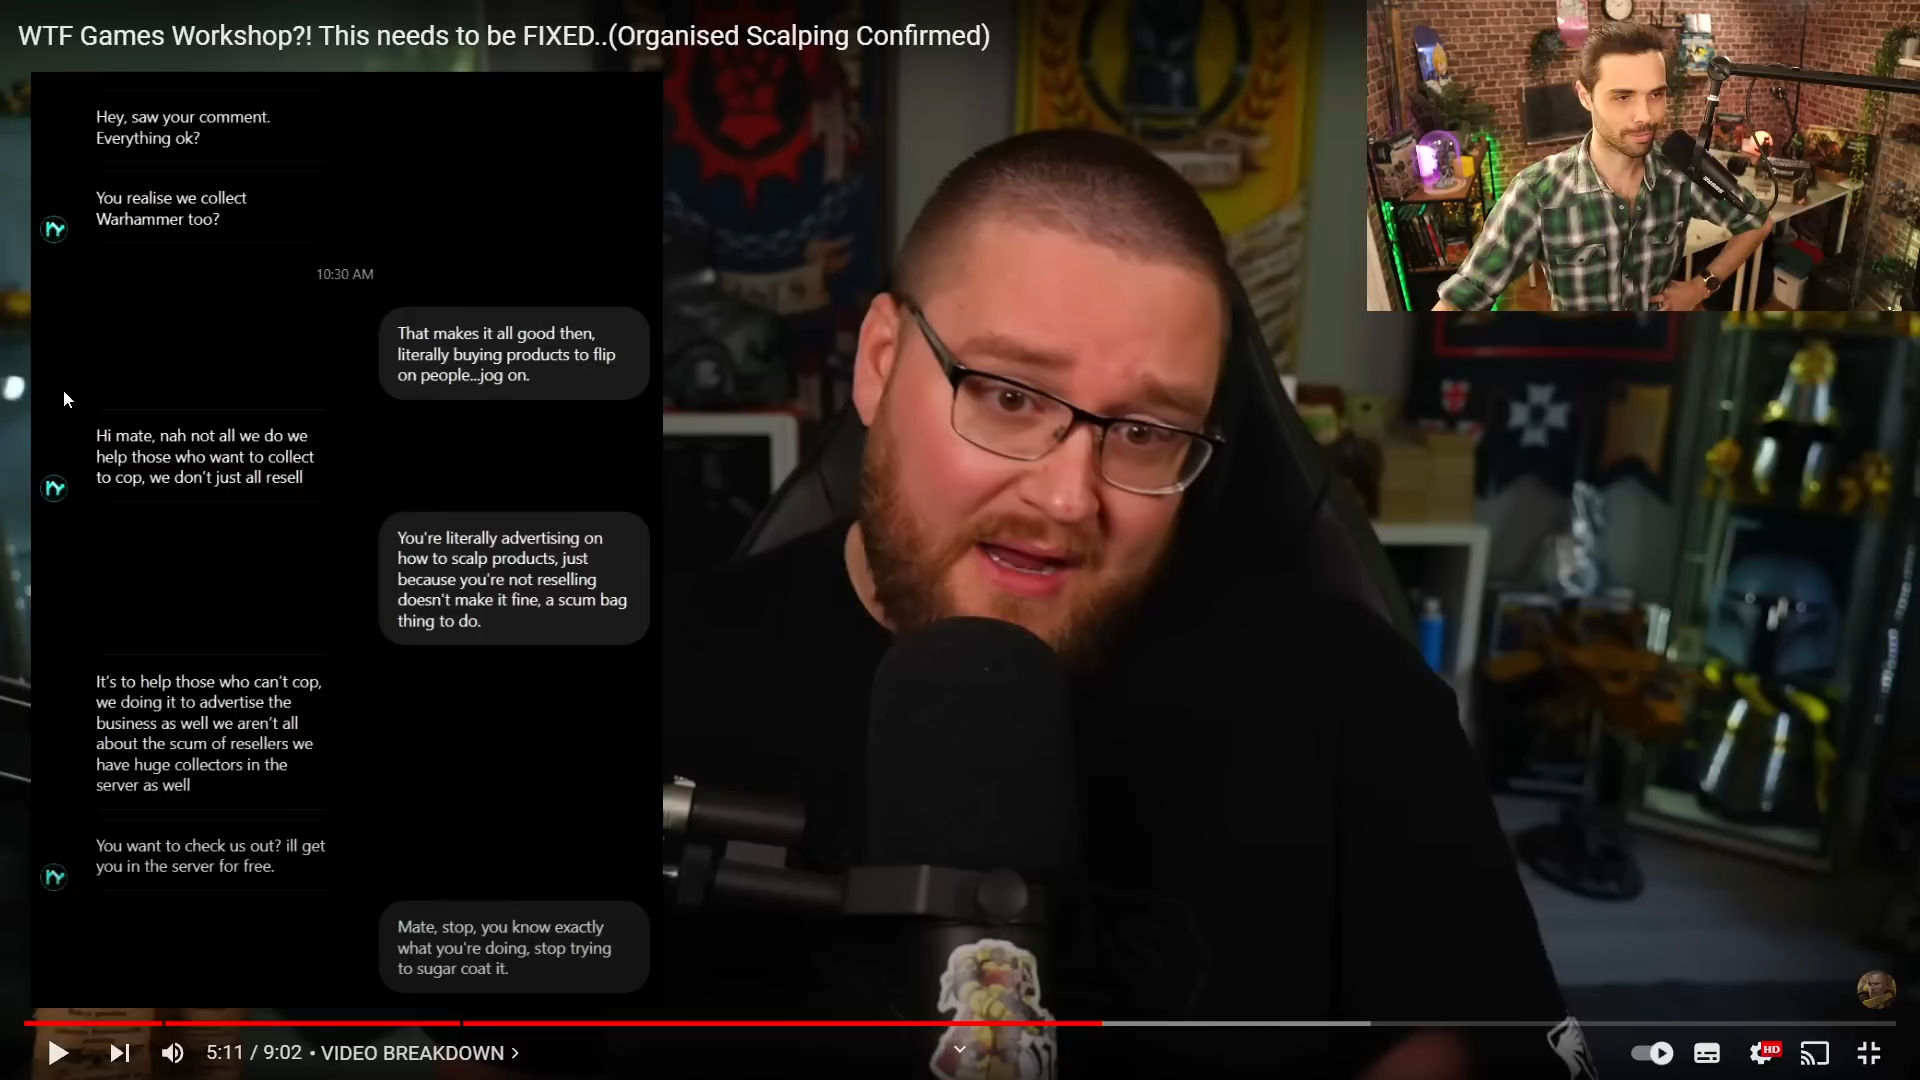 WTF Games Workshop?! This needs to be FIXED..(Organised Scalping Confirmed)
Hey, saw your comment.
Everything ok?
You realise we collect
Warhammer too?
10:30 AM
That makes it all good then,
literally buying products to flip
on people...jog on.
Hi mate, nah not all we do we
help those who want to collect
to cop, we don't just all resell
You're literally advertising on
how to scalp products, just
because you're not reselling
doesn't make it fine, a scum bag
thing to do.
It's to help those who can't cop,
we doing it to advertise the
business as well we aren't all
about the scum of resellers we
have huge collectors in the
server as well
You want to check us out? ill get
you in the server for free.
Mate, stop, you know exactly
what you're doing, stop trying
to sugar coat it.
5:11 / 9:02 • VIDEO BREAKDOWN >
HD